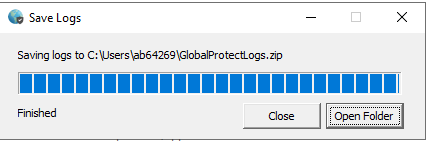 Save Logs
Saving logs to C:\Users\ab64269\GlobalProtectLogs.zip
Finished
Close
Open Folder